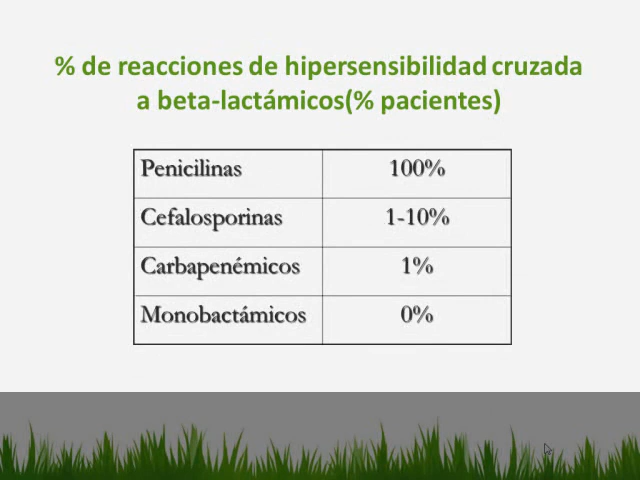 % de reacciones de hipersensibilidad cruzada
a beta-lactámicos(% pacientes)
Penicilinas 100%
Cefalosporinas 1-10%
Carbapenémicos 1%
Monobactámicos 0%